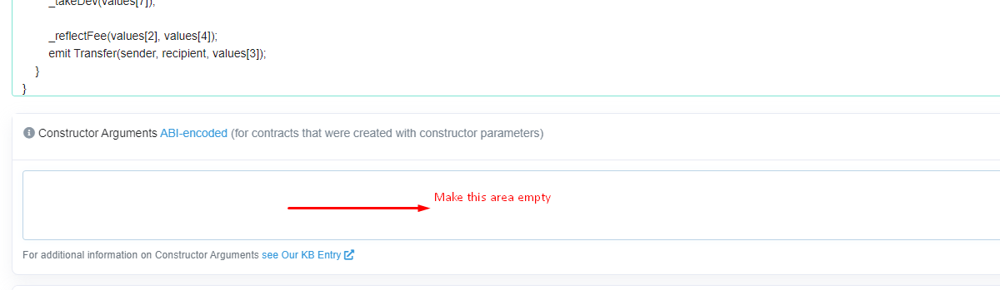 _takeDev(values[7]);
_reflectFee(values[2], values[4]);
emit Transfer(sender, recipient, values[3]);
}
}
Constructor Arguments ABI-encoded (for contracts that were created with constructor parameters)
Make this area empty
For additional information on Constructor Arguments see Our KB Entry